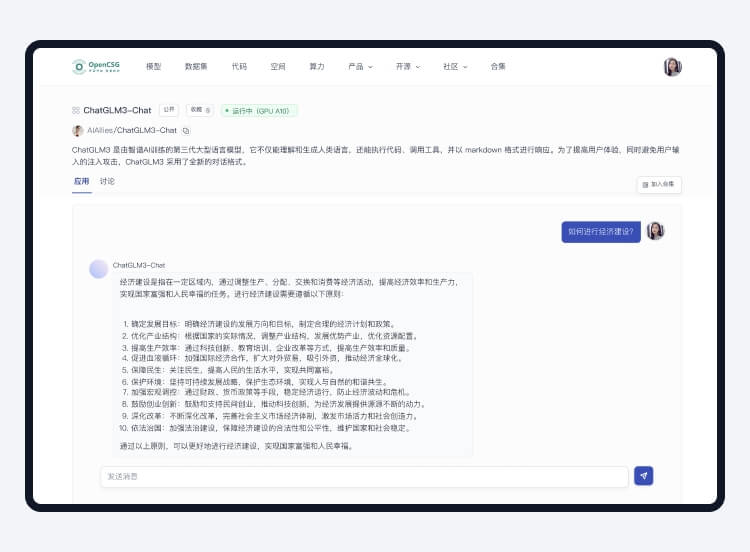 OpenCSG
模型 数据集 代码 空间 算力 产品 开源 社区 合集
ChatGLM3-Chat 公开 收藏 6 运行中（GPU A10）
AIAllies/ChatGLM3-Chat
ChatGLM3 是由智谱AI训练的第三代大型语言模型，它不仅能理解和生成人类语言，还能执行代码、调用工具，并以 markdown 格式进行响应。为了提高用户体验，同时避免用户输
入的注入攻击，ChatGLM3 采用了全新的对话格式。
应用 讨论
加入合集
如何进行经济建设？
ChatGLM3-Chat
经济建设是指在一定区域内，通过调整生产、分配、交换和消费等经济活动，提高经济效率和生产力，
实现国家富强和人民幸福的任务。进行经济建设需要遵循以下原则：
1. 确定发展目标：明确经济建设的发展方向和目标，制定合理的经济计划和政策。
2. 优化产业结构：根据国家的实际情况，调整产业结构，发展优势产业，优化资源配置。
3. 提高生产效率：通过科技创新、教育培训、企业改革等方式，提高生产效率和质量。
4. 促进血液循环：加强国际经济合作，扩大对外贸易，吸引外资，推动经济全球化。
5. 保障民生：关注民生，提高人民的生活水平，实现共同富裕。
6. 保护环境：坚持可持续发展战略，保护生态环境，实现人与自然的和谐共生。
7. 加强宏观调控：通过财政、货币政策等手段，稳定经济运行，防止经济波动和危机。
8. 鼓励创业创新：鼓励和支持民间创业，推动科技创新，为经济发展提供源源不断的动力。
9. 深化改革：不断深化改革，完善社会主义市场经济体制，激发市场活力和社会创造力。
10. 依法治国：加强法治建设，保障经济建设的合法性和公平性，维护国家和社会稳定。
通过以上原则，可以更好地进行经济建设，实现国家富强和人民幸福。
发送消息